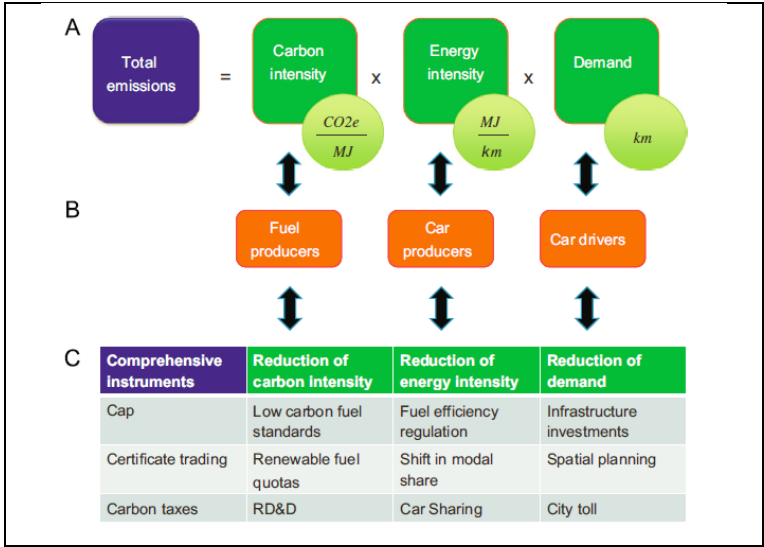 A
Total
emissions
=
Carbon
intensity
x
Energy
intensity
x
Demand
CO2e
MJ
MJ
km
km
B
Fuel
producers
Car
producers
Car drivers
C
Comprehensive
instruments
Reduction of
carbon intensity
Reduction of
energy intensity
Reduction of
demand
Cap
Low carbon fuel
standards
Fuel efficiency
regulation
Infrastructure
investments
Certificate trading
Renewable fuel
quotas
Shift in modal
share
Spatial planning
Carbon taxes
RD&D
Car Sharing
City toll